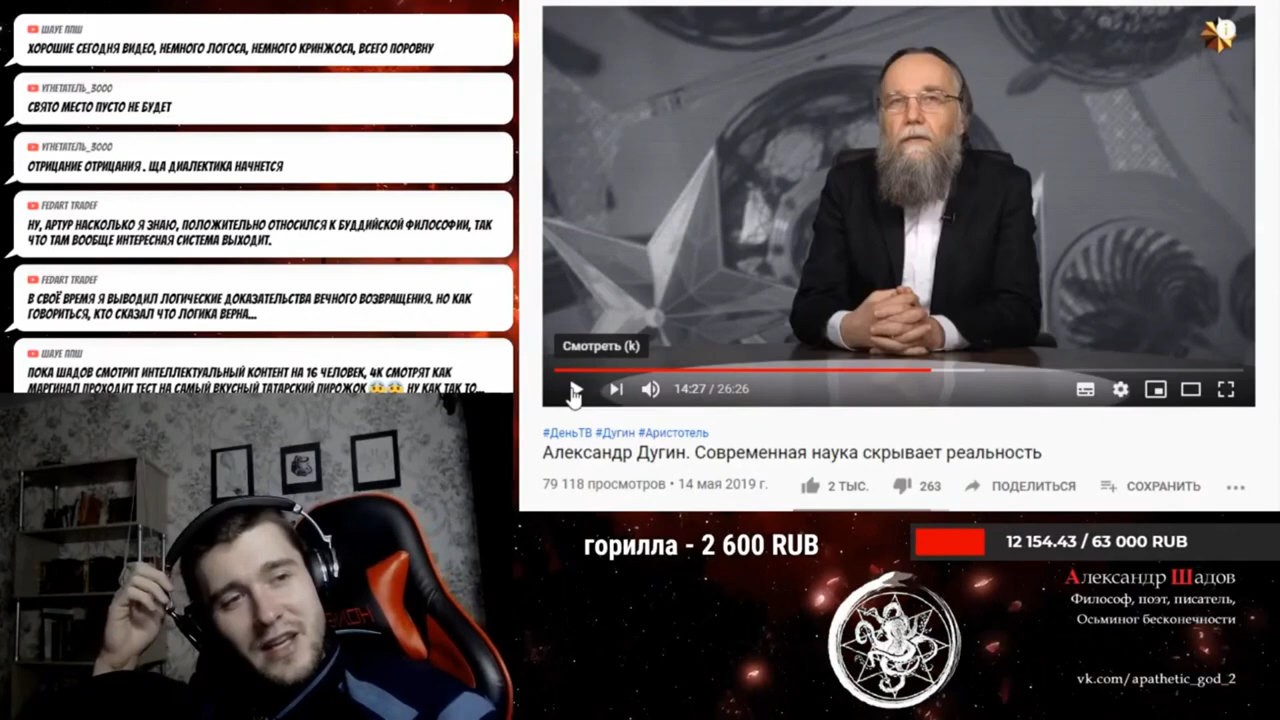 ШАУЕ ППШ
ХОРОШИЕ СЕГОДНЯ ВИДЕО, НЕМНОГО ЛОГОСА, НЕМНОГО КРИНЖОСА, ВСЕГО ПОРОВНУ
УГНЕТАТЕЛЬ_3000
СВЯТО МЕСТО ПУСТО НЕ БУДЕТ
УГНЕТАТЕЛЬ_3000
ОТРИЦАНИЕ ОТРИЦАНИЯ . ЩА ДИАЛЕКТИКА НАЧНЕТСЯ
FEDART TRADEF
НУ, АРТУР НАСКОЛЬКО Я ЗНАЮ, ПОЛОЖИТЕЛЬНО ОТНОСИЛСЯ К БУДДИЙСКОЙ ФИЛОСОФИИ, ТАК
ЧТО ТАМ ВООБЩЕ ИНТЕРЕСНАЯ СИСТЕМА ВЫХОДИТ.
FEDART TRADEF
В СВОЁ ВРЕМЯ Я ВЫВОДИЛ ЛОГИЧЕСКИЕ ДОКАЗАТЕЛЬСТВА ВЕЧНОГО ВОЗВРАЩЕНИЯ. НО КАК
ГОВОРИТЬСЯ, КТО СКАЗАЛ ЧТО ЛОГИКА ВЕРНА...
ШАУЕ ППШ
ПОКА ШАДОВ СМОТРИТ ИНТЕЛЛЕКТУАЛЬНЫЙ КОНТЕНТ НА 16 ЧЕЛОВЕК, 4К СМОТРЯТ КАК
МАРГИНАЛ ПРОХОДИТ ТЕСТ НА САМЫЙ ВКУСНЫЙ ТАТАРСКИЙ ПИРОЖОК 😨😨 НУ КАК ТАК ТО...
Смотреть (k)
14:27 / 26:26
#ДеньТВ #Дугин #Аристотель
Александр Дугин. Современная наука скрывает реальность
79 118 просмотров • 14 мая 2019 г.
2 ТЫС.
263
ПОДЕЛИТЬСЯ
СОХРАНИТЬ
горилла - 2 600 RUB
12 154.43 / 63 000 RUB
Александр Шадов
Философ, поэт, писатель,
Осьминог бесконечности
vk.com/apathetic_god_2